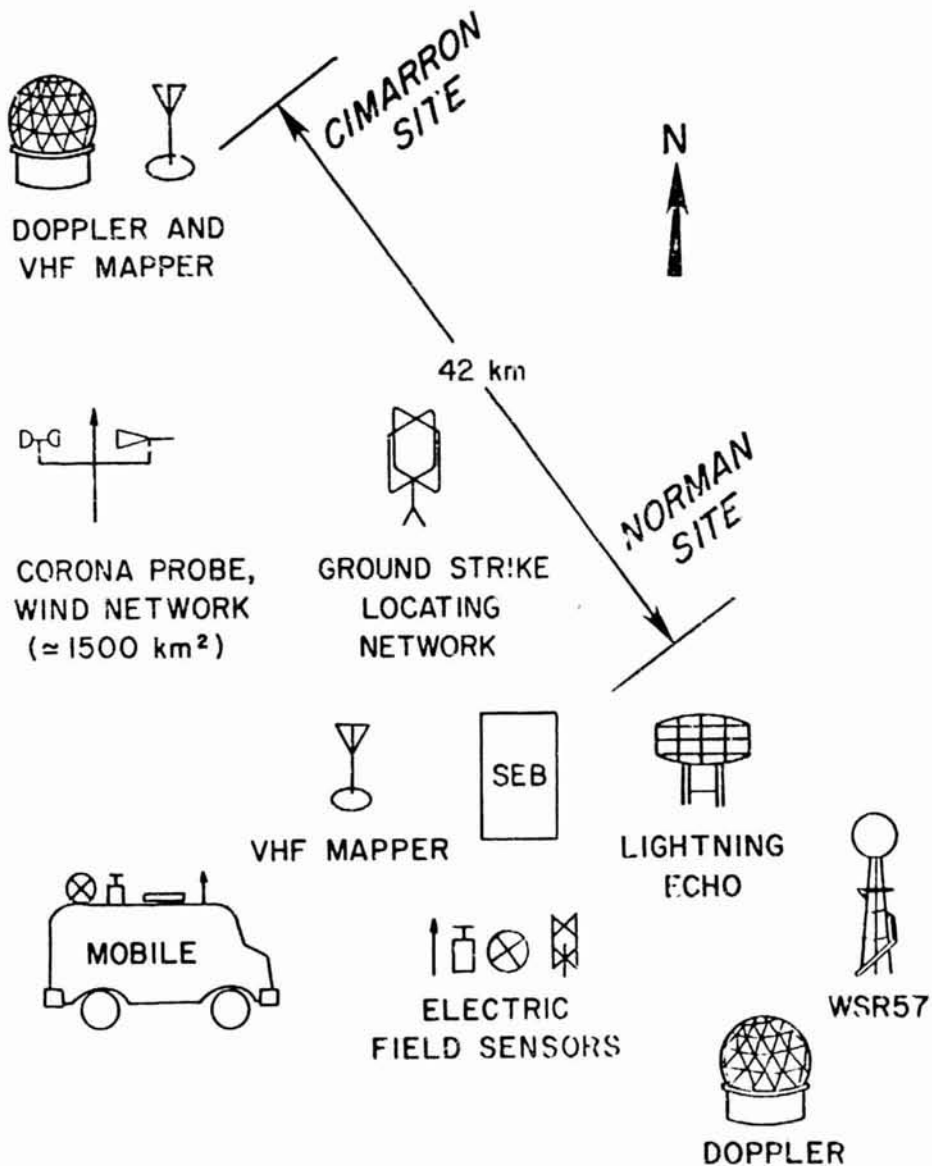 CIMARRON
SITE
N
DOPPLER AND
VHF MAPPER
42 km
NORMAN
SITE
CORONA PROBE,
WIND NETWORK
(≃1500 km²)
GROUND STRIKE
LOCATING
NETWORK
SEB
VHF MAPPER
LIGHTNING
ECHO
MOBILE
ELECTRIC
FIELD SENSORS
WSR57
DOPPLER